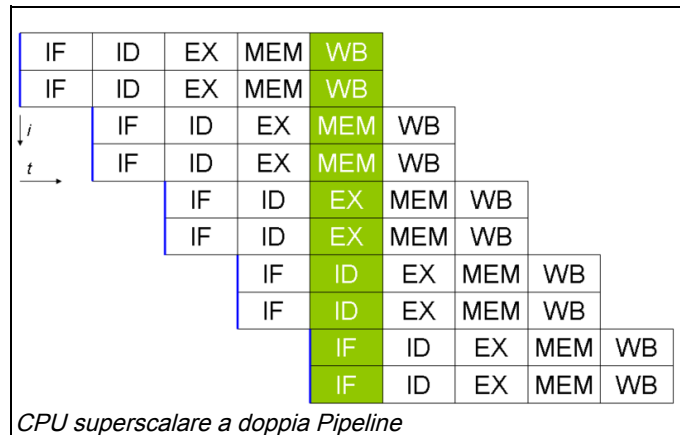 IF ID EX MEM WB
IF ID EX MEM WB
i IF ID EX MEM WB
t IF ID EX MEM WB
IF ID EX MEM WB
IF ID EX MEM WB
IF ID EX MEM WB
IF ID EX MEM WB
IF ID EX MEM WB
IF ID EX MEM WB
CPU superscalare a doppia Pipeline